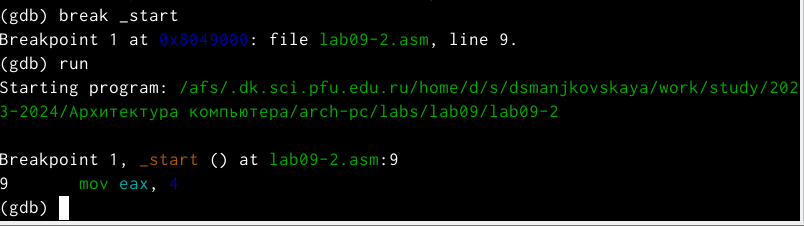 (gdb) break _start
Breakpoint 1 at 0x8049000: file lab09-2.asm, line 9.
(gdb) run
Starting program: /afs/.dk.sci.pfu.edu.ru/home/d/s/dsmanjkovskaya/work/study/202
3-2024/Архитектура компьютера/arch-pc/labs/lab09/lab09-2
Breakpoint 1, _start () at lab09-2.asm:9
9       mov eax, 4
(gdb)